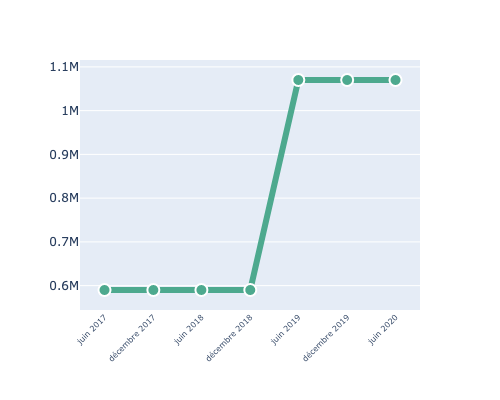 1.1M
1M
0.9M
0.8M
0.7M
0.6M
juin 2017
décembre 2017
juin 2018
décembre 2018
juin 2019
décembre 2019
juin 2020